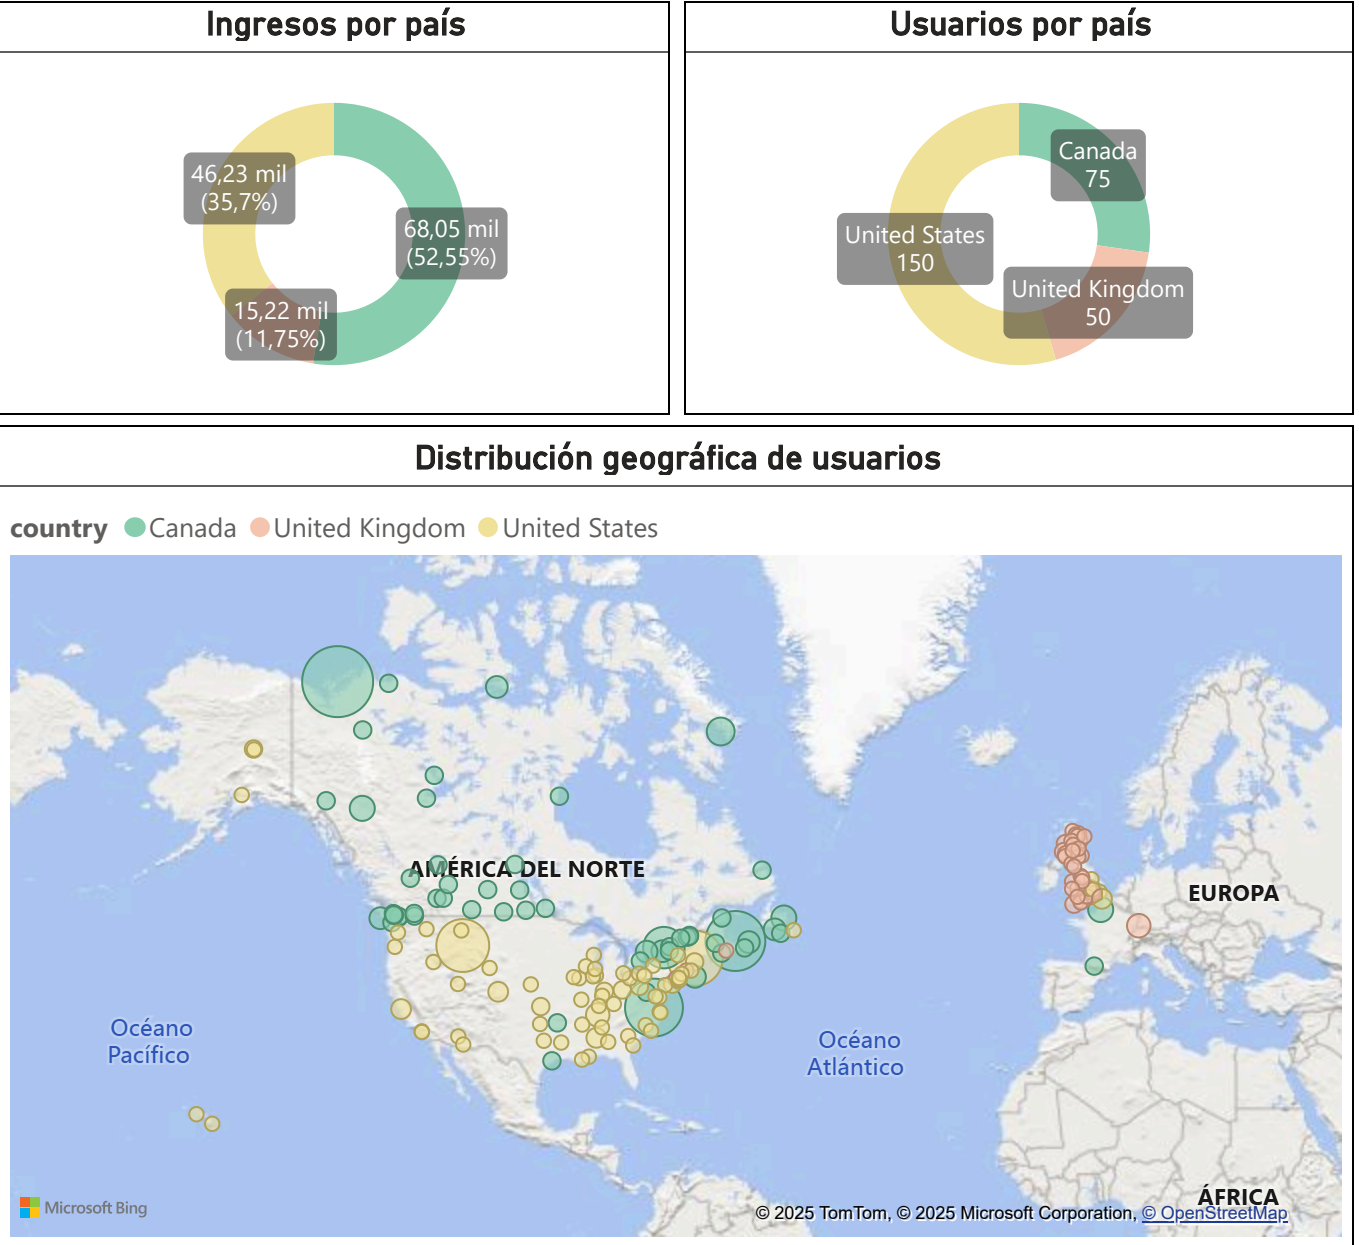 Ingresos por país
46,23 mil
(35,7%)
68,05 mil
(52,55%)
15,22 mil
(11,75%)
Usuarios por país
Canada
75
United States
150
United Kingdom
50
Distribución geográfica de usuarios
country Canada United Kingdom United States
AMÉRICA DEL NORTE
EUROPA
Océano
Pacífico
Océano
Atlántico
ÁFRICA
Microsoft Bing
© 2025 TomTom, © 2025 Microsoft Corporation, © OpenStreetMap